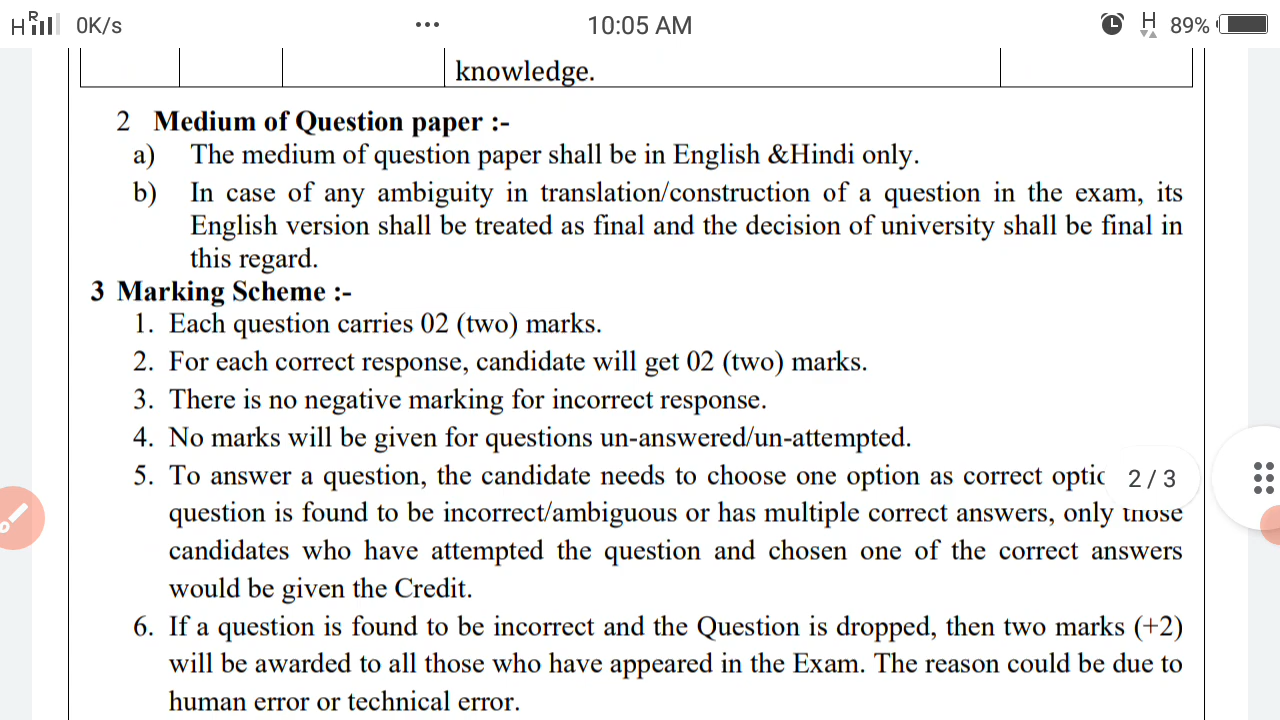 HR 0K/s ... 10:05 AM H 89%
knowledge.
2 Medium of Question paper :-
a) The medium of question paper shall be in English &Hindi only.
b) In case of any ambiguity in translation/construction of a question in the exam, its
English version shall be treated as final and the decision of university shall be final in
this regard.
3 Marking Scheme :-
1. Each question carries 02 (two) marks.
2. For each correct response, candidate will get 02 (two) marks.
3. There is no negative marking for incorrect response.
4. No marks will be given for questions un-answered/un-attempted.
5. To answer a question, the candidate needs to choose one option as correct 2 / 3
question is found to be incorrect/ambiguous or has multiple correct answers, only those
candidates who have attempted the question and chosen one of the correct answers
would be given the Credit.
6. If a question is found to be incorrect and the Question is dropped, then two marks (+2)
will be awarded to all those who have appeared in the Exam. The reason could be due to
human error or technical error.